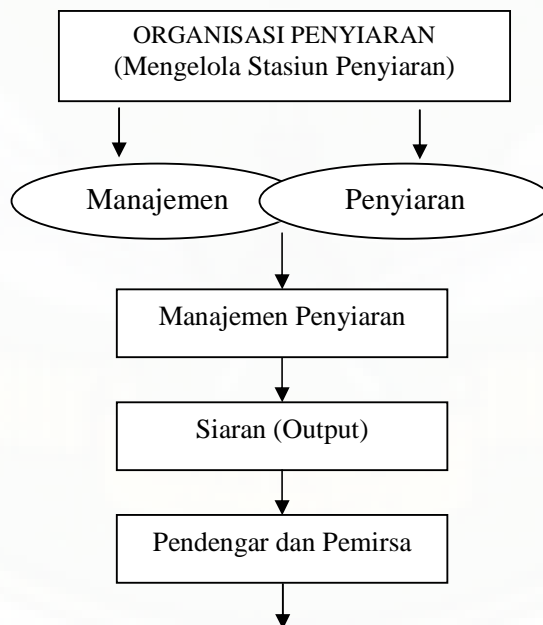 ORGANISASI PENYIARAN
(Mengelola Stasiun Penyiaran)
Manajemen
Penyiaran
Manajemen Penyiaran
Siaran (Output)
Pendengar dan Pemirsa